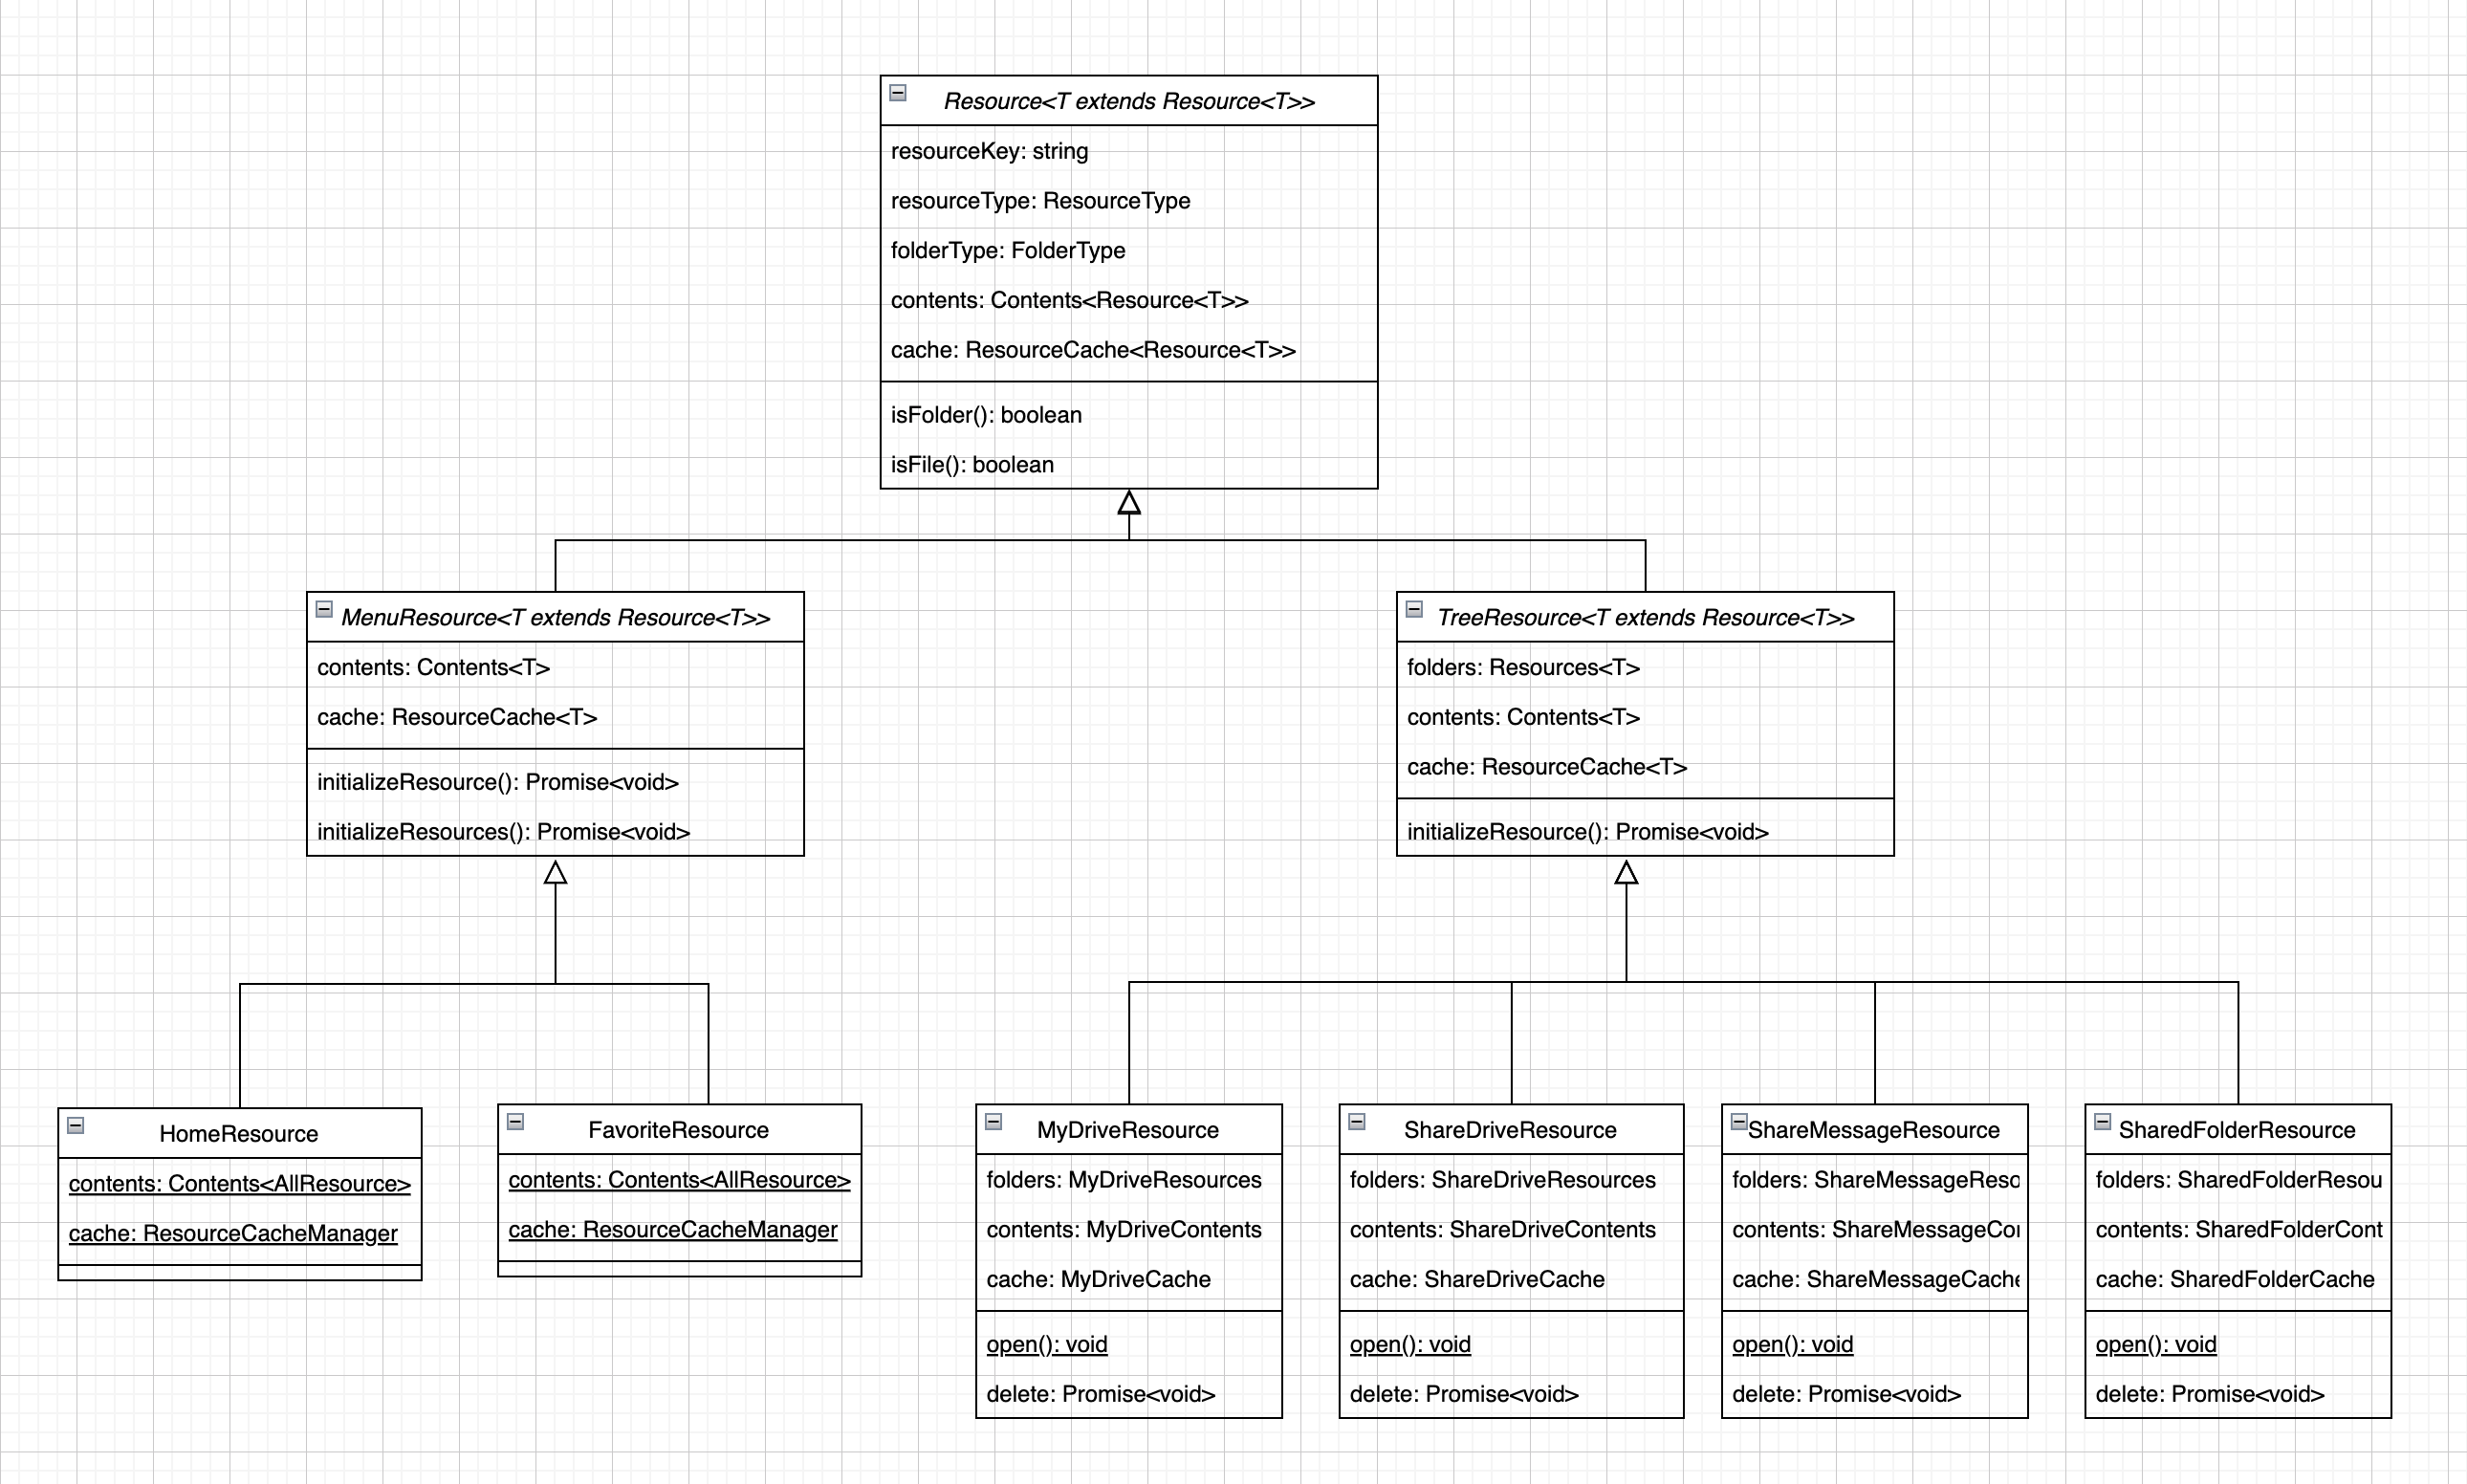 Resource<T extends Resource<T>>
resourceKey: string
resourceType: ResourceType
folderType: FolderType
contents: Contents<Resource<T>>
cache: ResourceCache<Resource<T>>
isFolder(): boolean
isFile(): boolean
MenuResource<T extends Resource<T>>
contents: Contents<T>
cache: ResourceCache<T>
initializeResource(): Promise<void>
initializeResources(): Promise<void>
TreeResource<T extends Resource<T>>
folders: Resources<T>
contents: Contents<T>
cache: ResourceCache<T>
initializeResource(): Promise<void>
HomeResource
contents: Contents<AllResource>
cache: ResourceCacheManager
FavoriteResource
contents: Contents<AllResource>
cache: ResourceCacheManager
MyDriveResource
folders: MyDriveResources
contents: MyDriveContents
cache: MyDriveCache
open(): void
delete: Promise<void>
ShareDriveResource
folders: ShareDriveResources
contents: ShareDriveContents
cache: ShareDriveCache
open(): void
delete: Promise<void>
ShareMessageResource
folders: ShareMessageReso
contents: ShareMessageCo
cache: ShareMessageCache
open(): void
delete: Promise<void>
SharedFolderResource
folders: SharedFolderResou
contents: SharedFolderCont
cache: SharedFolderCache
open(): void
delete: Promise<void>